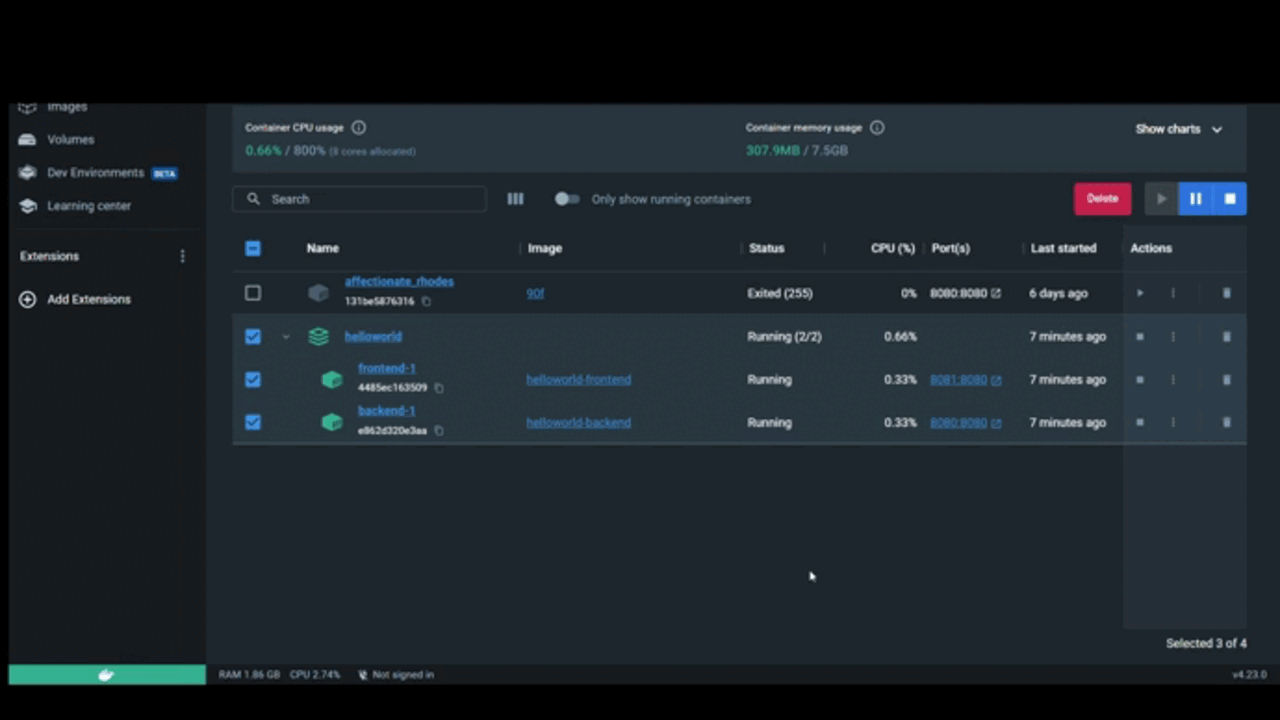 Images
Volumes
Dev Environments BETA
Learning center
Extensions
Add Extensions
Container CPU usage
0.66% / 800% (8 cores allocated)
Container memory usage
307.9MB / 7.5GB
Show charts
Search
Only show running containers
Delete
Name Image Status CPU (%) Port(s) Last started Actions
affectionate_rhodes
131be5876316
90f Exited (255) 0% 8080:8080 6 days ago
helloworld Running (2/2) 0.66% 7 minutes ago
frontend-1
4485ec163509
helloworld-frontend Running 0.33% 8081:8080 7 minutes ago
backend-1
e862d320e3aa
helloworld-backend Running 0.33% 8080:8080 7 minutes ago
Selected 3 of 4
RAM 1.86 GB CPU 2.74% Not signed in
v4.23.0